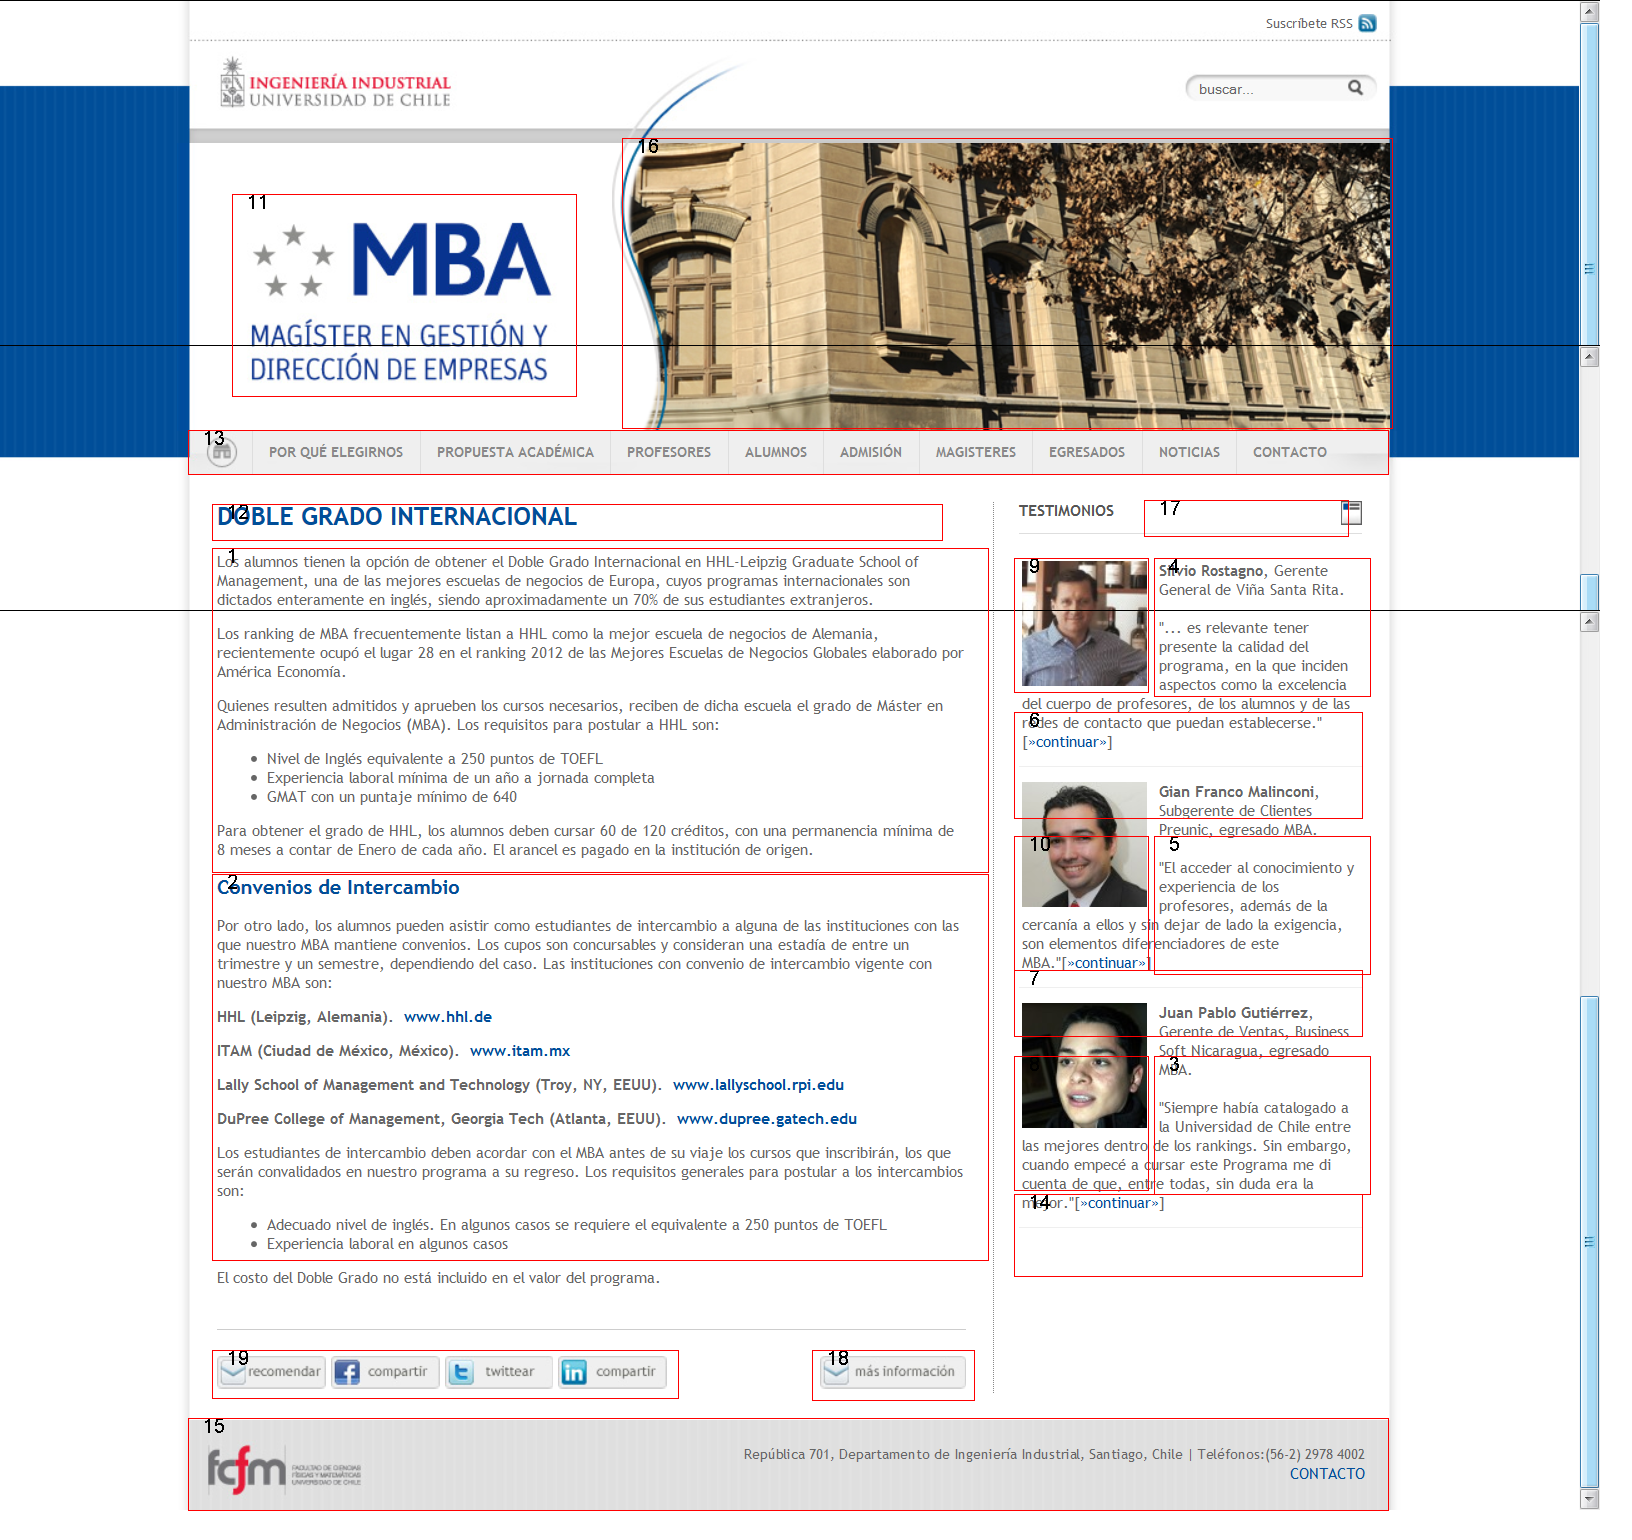 Suscríbete RSS
INGENIERÍA INDUSTRIAL
UNIVERSIDAD DE CHILE
buscar...
16
11
MBA
MAGÍSTER EN GESTIÓN Y
DIRECCIÓN DE EMPRESAS
13
POR QUÉ ELEGIRNOS PROPUESTA ACADÉMICA PROFESORES ALUMNOS ADMISIÓN MAGISTERES EGRESADOS NOTICIAS CONTACTO
12
DOBLE GRADO INTERNACIONAL
1
Los alumnos tienen la opción de obtener el Doble Grado Internacional en HHL-Leipzig Graduate School of
Management, una de las mejores escuelas de negocios de Europa, cuyos programas internacionales son
dictados enteramente en inglés, siendo aproximadamente un 70% de sus estudiantes extranjeros.
Los ranking de MBA frecuentemente listan a HHL como la mejor escuela de negocios de Alemania,
recientemente ocupó el lugar 28 en el ranking 2012 de las Mejores Escuelas de Negocios Globales elaborado por
América Economía.
Quienes resulten admitidos y aprueben los cursos necesarios, reciben de dicha escuela el grado de Máster en
Administración de Negocios (MBA). Los requisitos para postular a HHL son:
• Nivel de Inglés equivalente a 250 puntos de TOEFL
• Experiencia laboral mínima de un año a jornada completa
• GMAT con un puntaje mínimo de 640
Para obtener el grado de HHL, los alumnos deben cursar 60 de 120 créditos, con una permanencia mínima de
8 meses a contar de Enero de cada año. El arancel es pagado en la institución de origen.
2
Convenios de Intercambio
Por otro lado, los alumnos pueden asistir como estudiantes de intercambio a alguna de las instituciones con las
que nuestro MBA mantiene convenios. Los cupos son concursables y consideran una estadía de entre un
trimestre y un semestre, dependiendo del caso. Las instituciones con convenio de intercambio vigente con
nuestro MBA son:
HHL (Leipzig, Alemania). www.hhl.de
ITAM (Ciudad de México, México). www.itam.mx
Lally School of Management and Technology (Troy, NY, EEUU). www.lallyschool.rpi.edu
DuPree College of Management, Georgia Tech (Atlanta, EEUU). www.dupree.gatech.edu
Los estudiantes de intercambio deben acordar con el MBA antes de su viaje los cursos que inscribirán, los que
serán convalidados en nuestro programa a su regreso. Los requisitos generales para postular a los intercambios
son:
• Adecuado nivel de inglés. En algunos casos se requiere el equivalente a 250 puntos de TOEFL
• Experiencia laboral en algunos casos
El costo del Doble Grado no está incluido en el valor del programa.
19
recomendar compartir twittear compartir
18
más información
TESTIMONIOS
17
9
4
Silvio Rostagno, Gerente
General de Viña Santa Rita.
"... es relevante tener
presente la calidad del
programa, en la que inciden
aspectos como la excelencia
del cuerpo de profesores, de los alumnos y de las
6
redes de contacto que puedan establecerse."
[»continuar»]
Gian Franco Malinconi,
Subgerente de Clientes
Preunic, egresado MBA.
10
5
"El acceder al conocimiento y
experiencia de los
profesores, además de la
cercanía a ellos y sin dejar de lado la exigencia,
son elementos diferenciadores de este
MBA."[»continuar»]
7
Juan Pablo Gutiérrez,
Gerente de Ventas, Business
Soft Nicaragua, egresado
MBA.
8
3
"Siempre había catalogado a
la Universidad de Chile entre
las mejores dentro de los rankings. Sin embargo,
cuando empecé a cursar este Programa me di
cuenta de que, entre todas, sin duda era la
mejor."[»continuar»]
14
15
fcfm
FACULTAD DE CIENCIAS
FÍSICAS Y MATEMÁTICAS
UNIVERSIDAD DE CHILE
República 701, Departamento de Ingeniería Industrial, Santiago, Chile | Teléfonos:(56-2) 2978 4002
CONTACTO